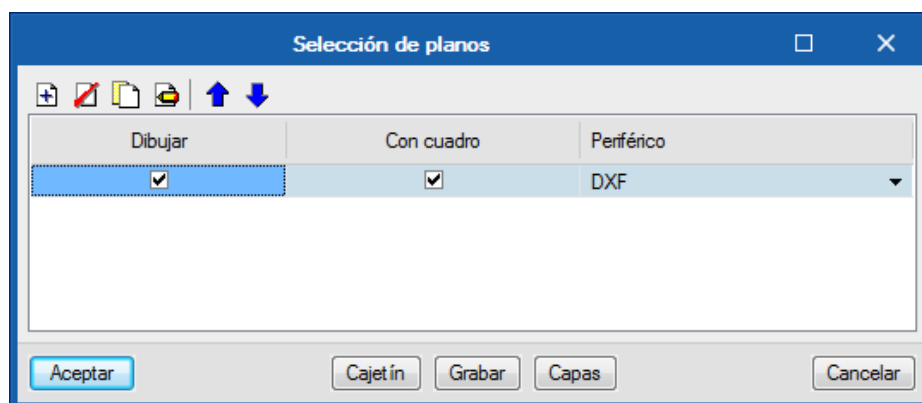 Selección de planos
Dibujar Con cuadro Periférico
DXF
Aceptar Cajetín Grabar Capas Cancelar